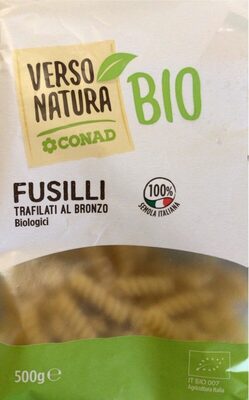 VERSO
NATURA
CONAD
BIO
FUSILLI
TRAFILATI AL BRONZO
Biologici
100%
SEMOLA ITALIANA
500g e
IT BIO 007
Agricoltura Italia